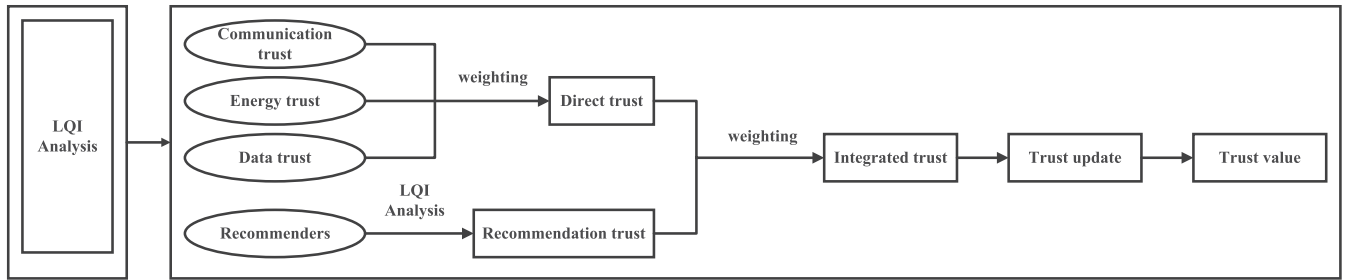 LQI
Analysis
Communication
trust
Energy trust
Data trust
Recommenders
weighting
LQI
Analysis
Direct trust
Recommendation trust
weighting
Integrated trust
Trust update
Trust value